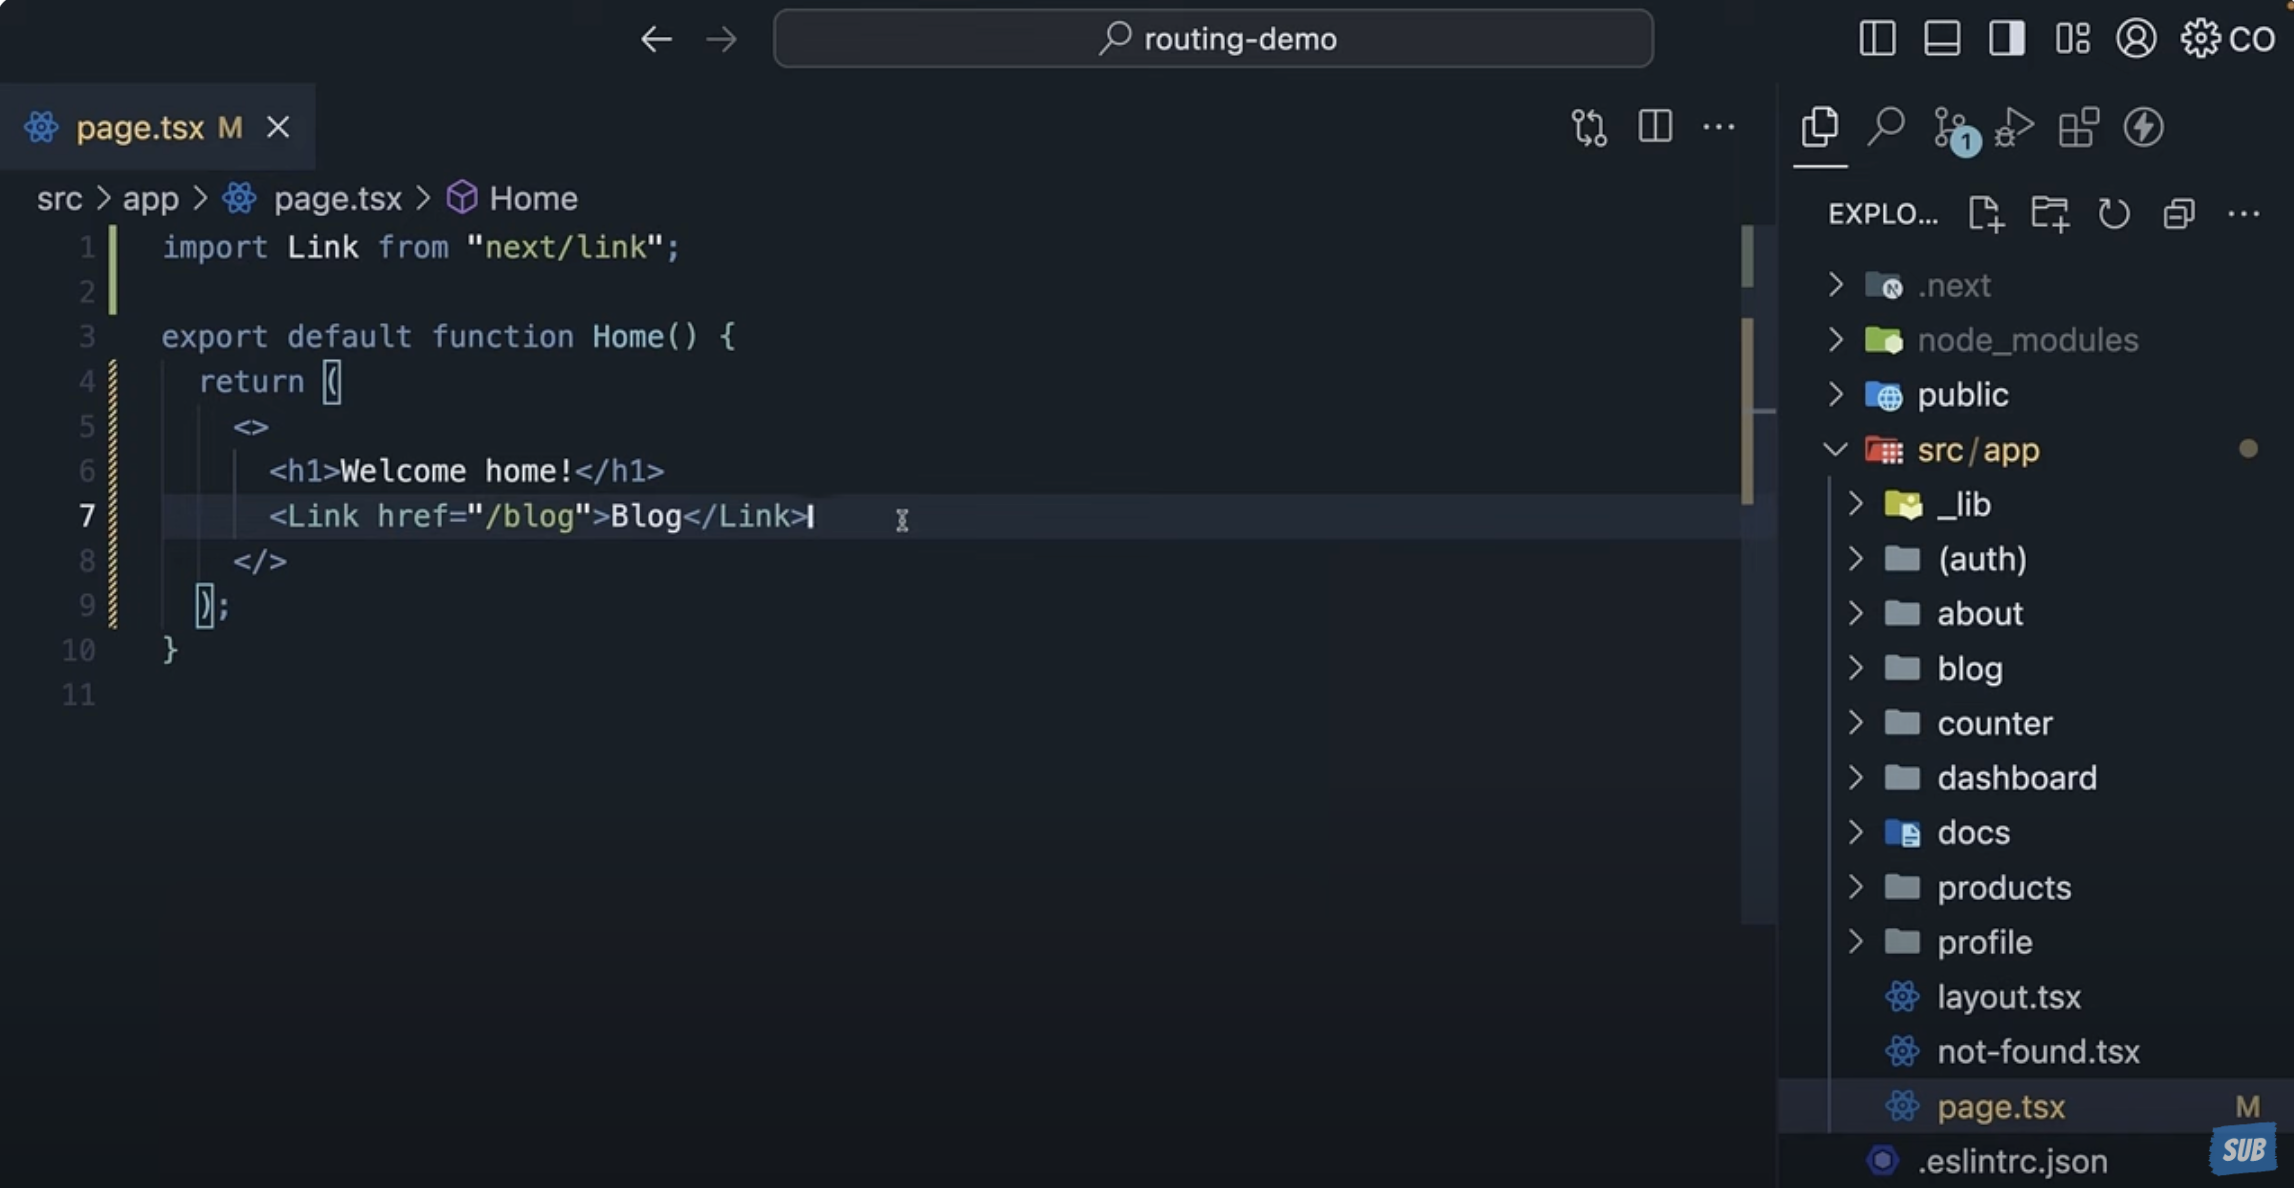 routing-demo
CO
page.tsx M
src > app > page.tsx > Home
1 import Link from "next/link";
2
3 export default function Home() {
4 return (
5 <>
6 <h1>Welcome home!</h1>
7 <Link href="/blog">Blog</Link>
8 </>
9 );
10 }
11
1
EXPLO...
.next
node_modules
public
src/app
_lib
(auth)
about
blog
counter
dashboard
docs
products
profile
layout.tsx
not-found.tsx
page.tsx M
.eslintrc.json
SUB